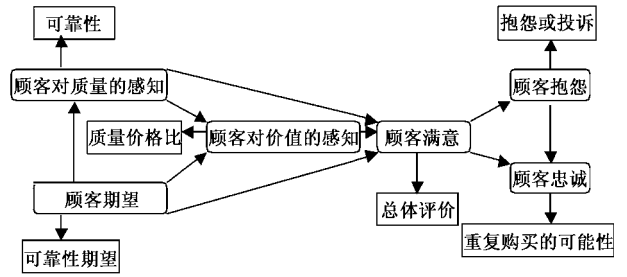 可靠性
抱怨或投诉
顾客对质量的感知
顾客抱怨
质量价格比
顾客对价值的感知
顾客满意
顾客期望
顾客忠诚
总体评价
可靠性期望
重复购买的可能性